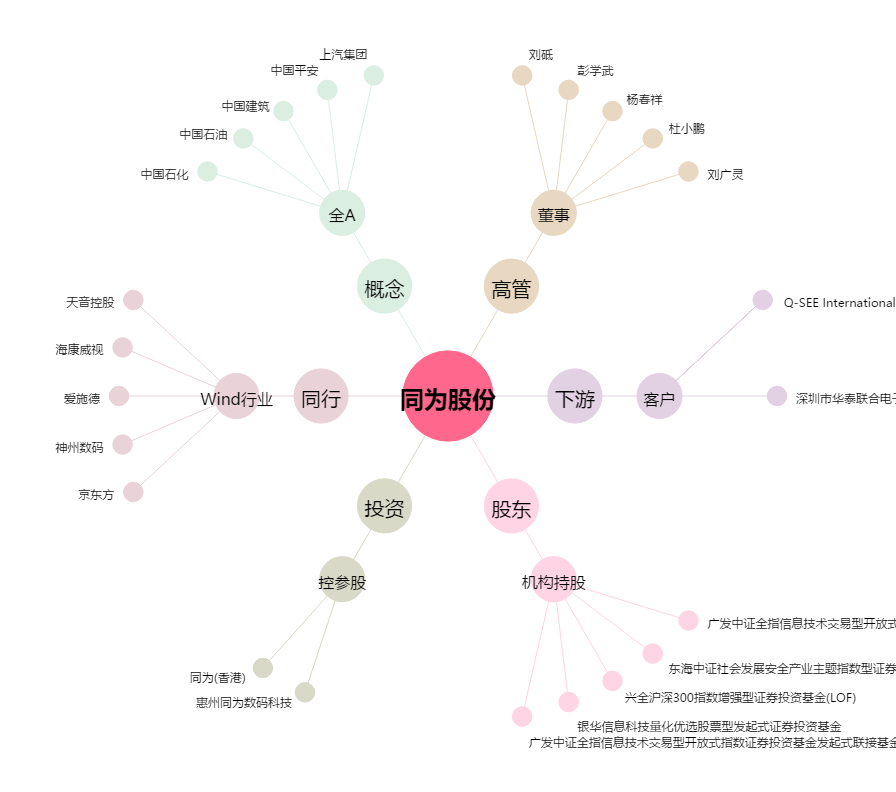 上汽集团
中国平安
中国建筑
中国石油
中国石化
全A
概念
刘砥
彭学武
杨春祥
杜小鹏
刘广灵
董事
高管
天音控股
海康威视
爱施德
神州数码
京东方
Wind行业
同行
同为股份
下游
客户
Q-SEE International
深圳市华泰联合电子
投资
控参股
同为(香港)
惠州同为数码科技
股东
机构持股
广发中证全指信息技术交易型开放式
东海中证社会发展安全产业主题指数型证券
兴全沪深300指数增强型证券投资基金(LOF)
银华信息科技量化优选股票型发起式证券投资基金
广发中证全指信息技术交易型开放式指数证券投资基金发起式联接基金